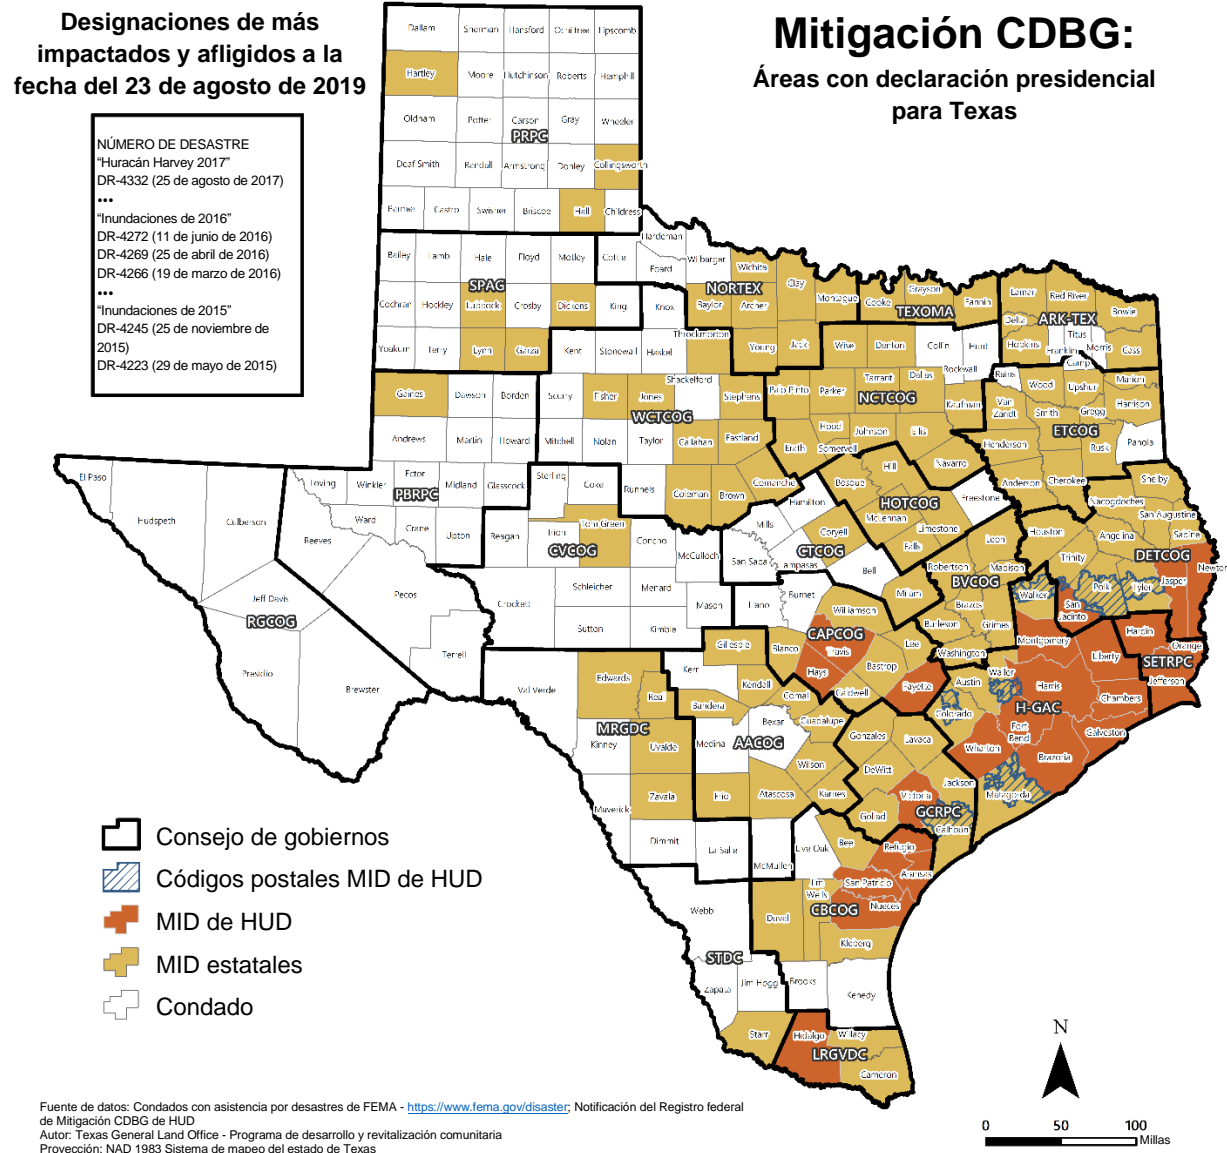 Designaciones de más
impactados y afligidos a la
fecha del 23 de agosto de 2019
Mitigación CDBG:
Áreas con declaración presidencial
para Texas
NÚMERO DE DESASTRE
“Huracán Harvey 2017”
DR-4332 (25 de agosto de 2017)
•••
“Inundaciones de 2016”
DR-4272 (11 de junio de 2016)
DR-4269 (25 de abril de 2016)
DR-4266 (19 de marzo de 2016)
•••
“Inundaciones de 2015”
DR-4245 (25 de noviembre de
2015)
DR-4223 (29 de mayo de 2015)
Dallam Sherman Hansford Ochiltree Lipscomb
Hartley Moore Hutchinson Roberts Hemphill
Oldham Potter Carson Gray Wheeler
PRPC
Deaf Smith Randall Armstrong Donley Collingsworth
Parmer Castro Swisher Briscoe Hall Childress
Hardeman
Bailey Lamb Hale Floyd Motley Cottle Foard Wilbarger Wichita
SPAG NORTEX
Clay Montague Cooke Grayson Fannin Lamar Red River Bowie
TEXOMA ARK-TEX
Cochran Hockley Lubbock Crosby Dickens King Knox Baylor Archer
Delta Titus Hopkins Franklin Morris Cass Camp
Yoakum Terry Lynn Garza Kent Stonewall Haskel Throckmorton Young Jack Wise Denton Collin Hunt
Rockwall Rains Wood Upshur Marion
Gaines Dawson Borden Scurry Fisher Jones Shackelford Stephens Palo Pinto Parker Tarrant Dallas Kaufman
WCTCOG NCTCOG
Van Zandt Smith Gregg Harrison
ETCOG
Andrews Martin Howard Mitchell Nolan Taylor Callahan Eastland Erath Hood Somervell Johnson Ellis
Henderson Rusk Panola
El Paso Hudspeth Culberson
Loving Winkler Ector Midland Glasscock Sterling Coke Runnels Coleman Brown Comanche
PBRPC
Bosque Hill Navarro Freestone Anderson Cherokee Shelby Nacogdoches San Augustine Sabine
HOTCOG
Ward Crane Upton Reagan Irion Tom Green Concho McCulloch
CVCOG
Mills Hamilton Coryell McLennan Limestone Falls Leon Houston Angelina Trinity
CTCOG DETCOG
San Saba Lampasas Bell Robertson Madison Walker Polk Tyler Jasper Newton
BVCOG
Reeves Jeff Davis Pecos Crockett Schleicher Menard Mason Llano Burnet Williamson Milam Brazos Burleson Grimes San Jacinto
RGCOG
Presidio Brewster Terrell Sutton Kimble Gillespie Blanco
CAPCOG
Travis Hays Lee Bastrop Caldwell Fayette Washington Montgomery Hardin Liberty Orange Jefferson
SETRPC
Val Verde Edwards Real Kerr Kendall Bandera Comal Guadalupe Bexar Medina
MRGDC AACOG
Austin Waller Colorado Harris Chambers Galveston Fort Bend Wharton Brazoria Matagorda
H-GAC
Kinney Uvalde Maverick Zavala Frio Atascosa Wilson Karnes Gonzales Lavaca DeWitt Jackson Victoria Goliad Calhoun
GCRPC
Dimmit La Salle McMullen Live Oak Bee Refugio Aransas San Patricio Nueces Jim Wells Duval Kleberg Kenedy Brooks
CBCOG
Webb Zapata Jim Hogg Starr
STDC
Hidalgo Willacy Cameron
LRGVDC
Consejo de gobiernos
Códigos postales MID de HUD
MID de HUD
MID estatales
Condado
N
0 50 100
Millas
Fuente de datos: Condados con asistencia por desastres de FEMA - https://www.fema.gov/disaster; Notificación del Registro federal
de Mitigación CDBG de HUD
Autor: Texas General Land Office - Programa de desarrollo y revitalización comunitaria
Proyección: NAD 1983 Sistema de mapeo del estado de Texas